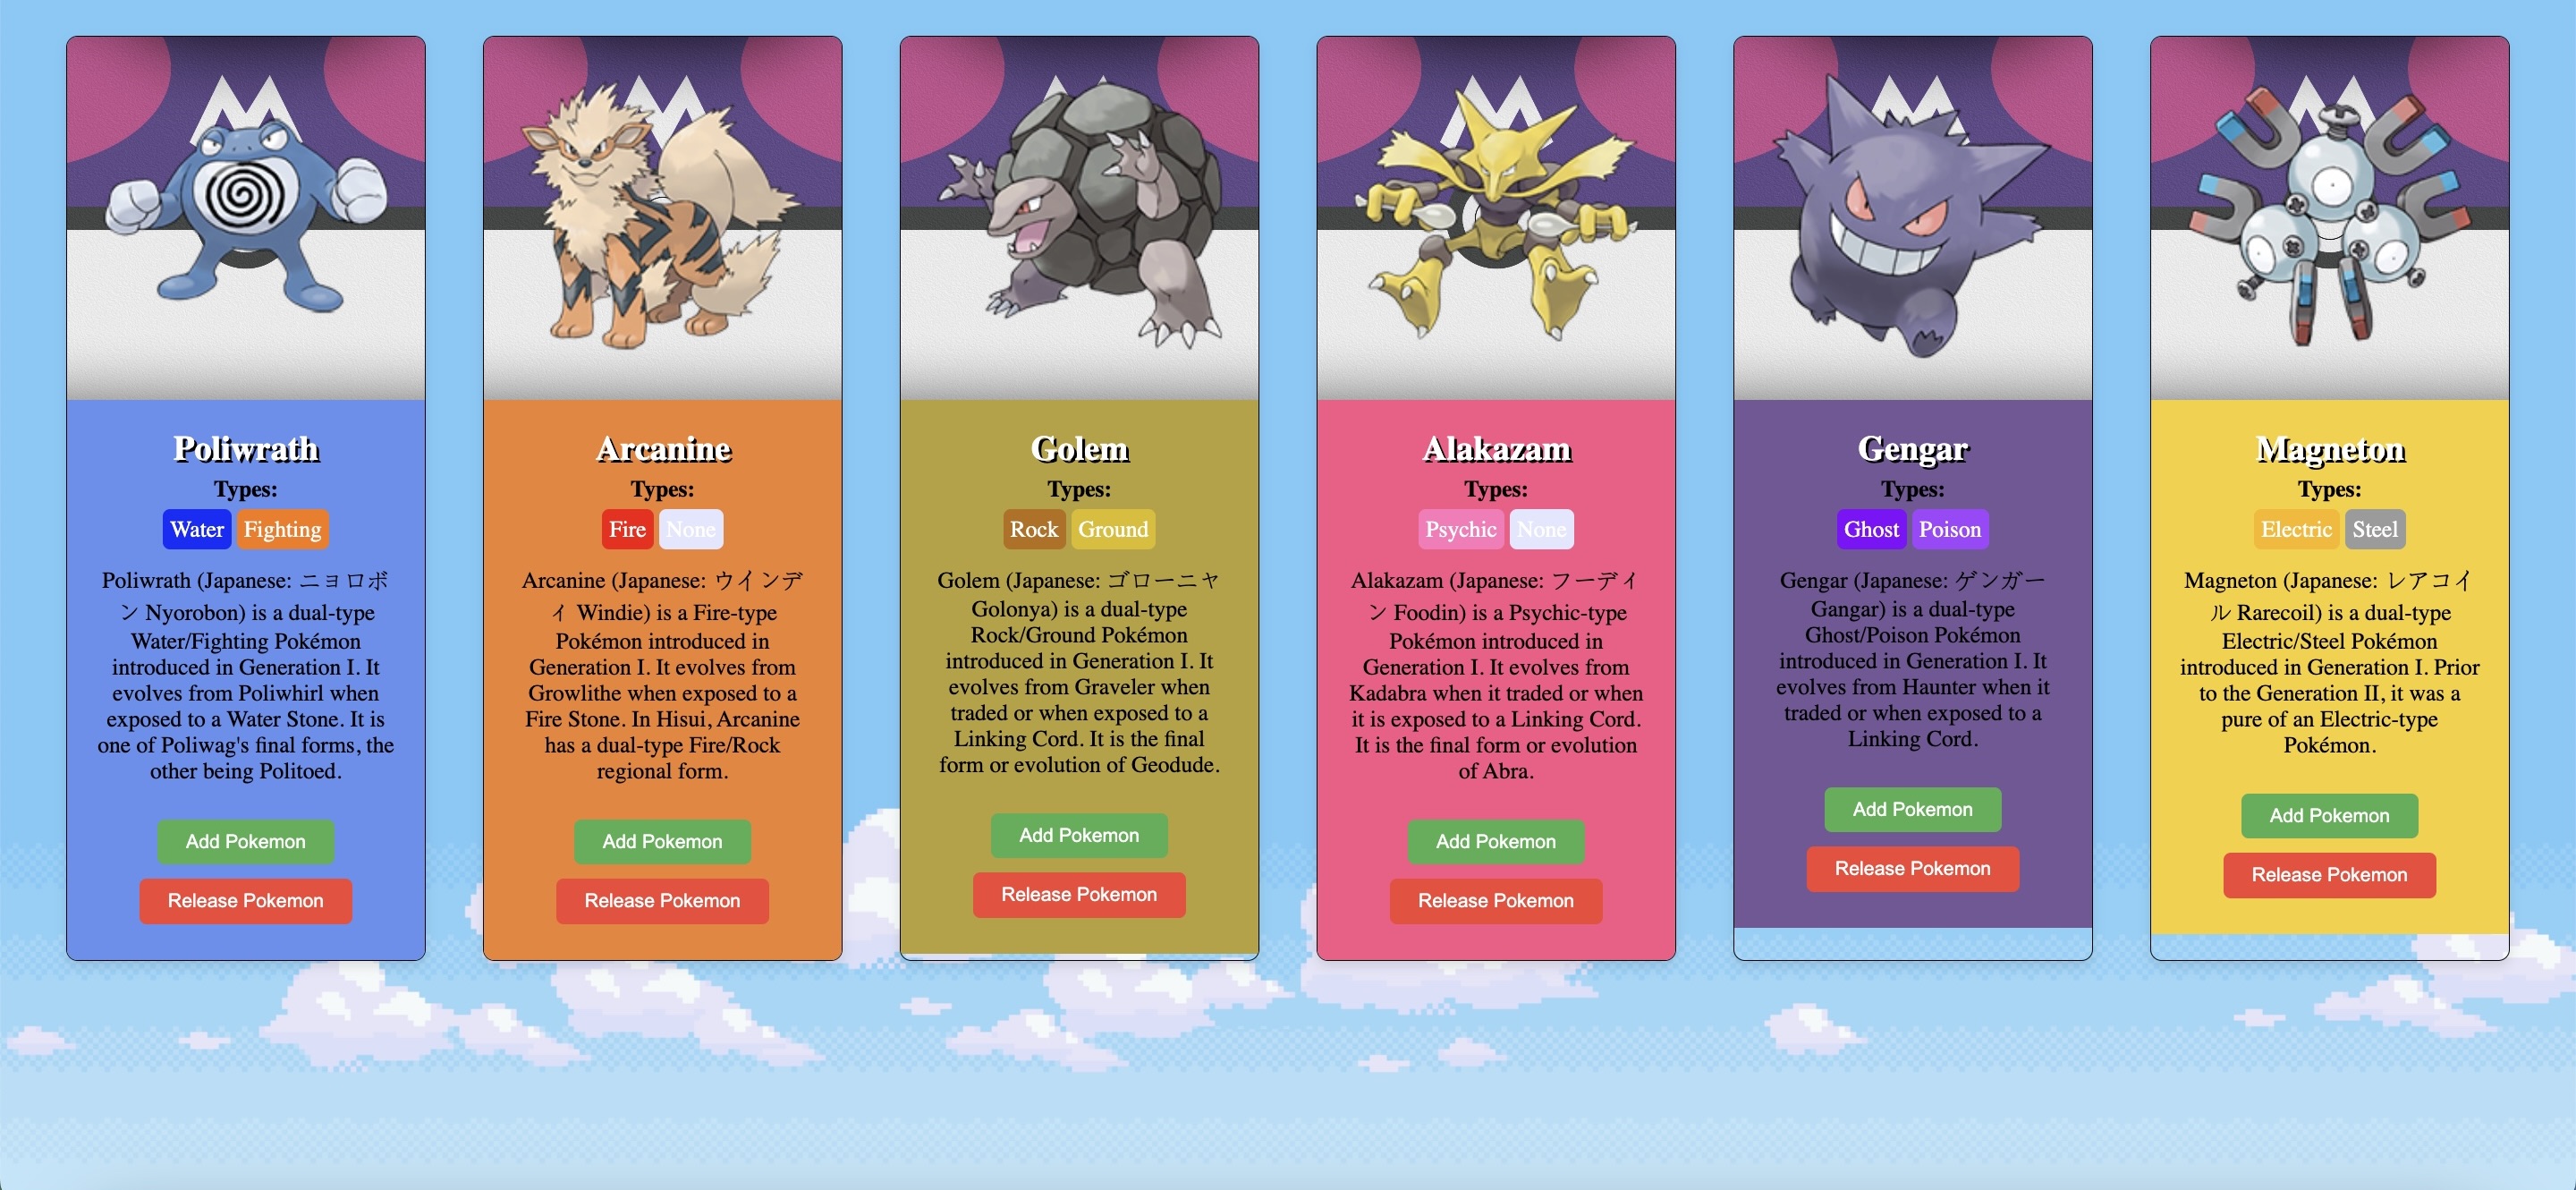 Poliwrath
Types:
Water Fighting
Poliwrath (Japanese: ニョロボ
ン Nyorobon) is a dual-type
Water/Fighting Pokémon
introduced in Generation I. It
evolves from Poliwhirl when
exposed to a Water Stone. It is
one of Poliwag's final forms, the
other being Politoed.
Add Pokemon
Release Pokemon
Arcanine
Types:
Fire None
Arcanine (Japanese: ウインデ
イ Windie) is a Fire-type
Pokémon introduced in
Generation I. It evolves from
Growlithe when exposed to a
Fire Stone. In Hisui, Arcanine
has a dual-type Fire/Rock
regional form.
Add Pokemon
Release Pokemon
Golem
Types:
Rock Ground
Golem (Japanese: ゴローニャ
Golonya) is a dual-type
Rock/Ground Pokémon
introduced in Generation I. It
evolves from Graveler when
traded or when exposed to a
Linking Cord. It is the final
form or evolution of Geodude.
Add Pokemon
Release Pokemon
Alakazam
Types:
Psychic None
Alakazam (Japanese: フーディ
ン Foodin) is a Psychic-type
Pokémon introduced in
Generation I. It evolves from
Kadabra when it traded or when
it is exposed to a Linking Cord.
It is the final form or evolution
of Abra.
Add Pokemon
Release Pokemon
Gengar
Types:
Ghost Poison
Gengar (Japanese: ゲンガー
Gangar) is a dual-type
Ghost/Poison Pokémon
introduced in Generation I. It
evolves from Haunter when it
traded or when exposed to a
Linking Cord.
Add Pokemon
Release Pokemon
Magneton
Types:
Electric Steel
Magneton (Japanese: レアコイ
ル Rarecoil) is a dual-type
Electric/Steel Pokémon
introduced in Generation I. Prior
to the Generation II, it was a
pure of an Electric-type
Pokémon.
Add Pokemon
Release Pokemon